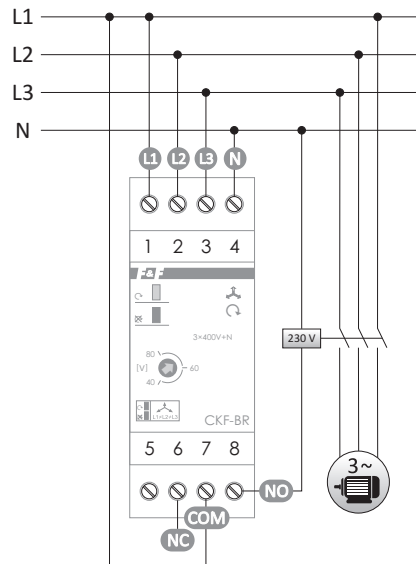 L1
L2
L3
N
L1 L2 L3 N
1 2 3 4
F&F
3×400V+N
230 V
80
[V] 60
40
L1=L2=L3
CKF-BR
5 6 7 8
3~
NO
COM
NC